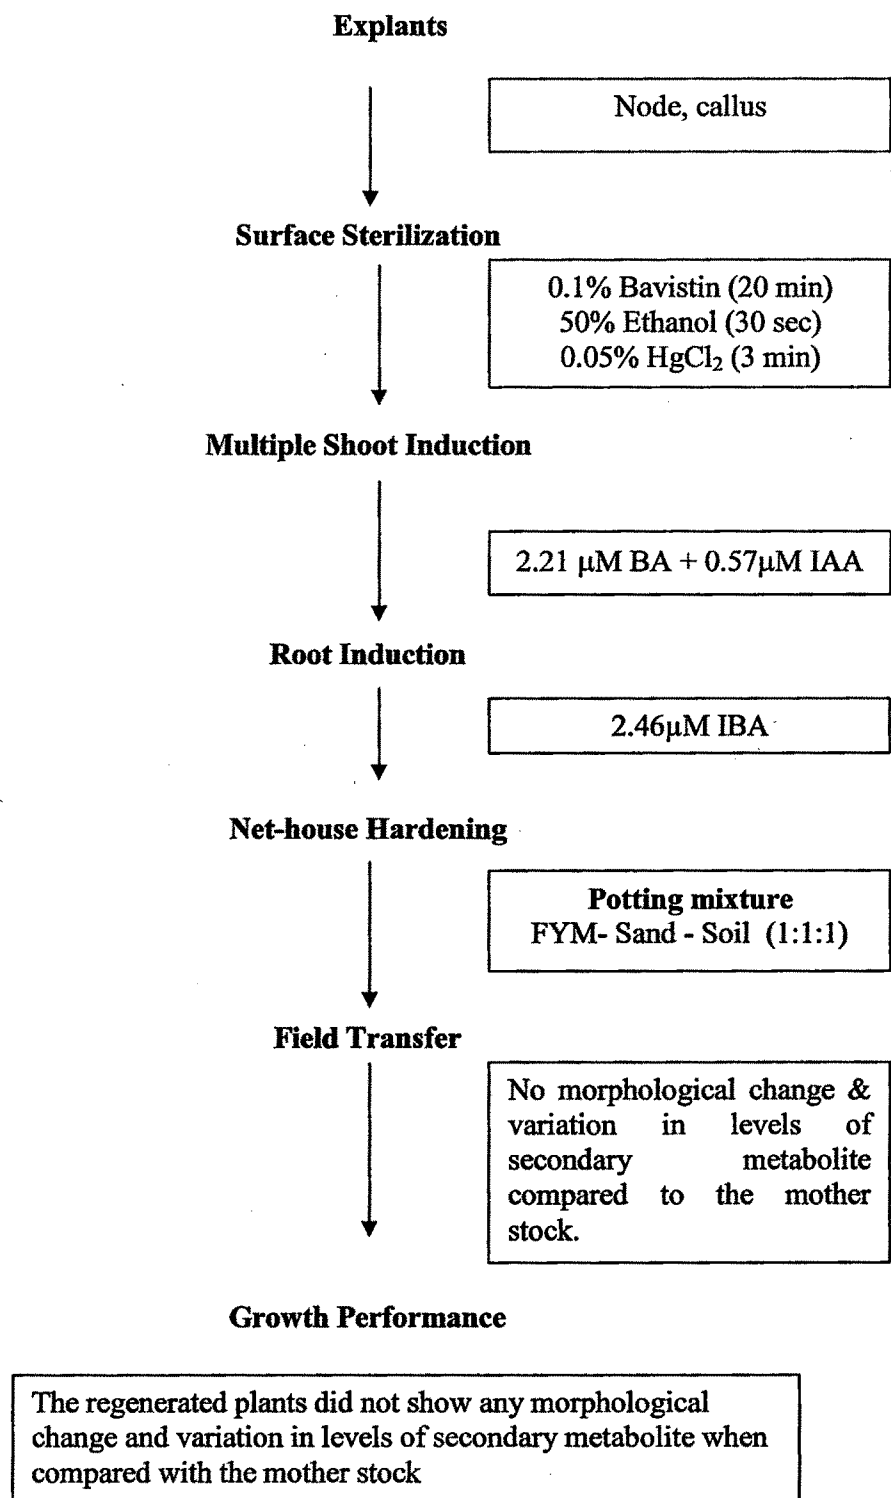 Explants
Node, callus
Surface Sterilization
0.1% Bavistin (20 min)
50% Ethanol (30 sec)
0.05% HgCl₂ (3 min)
Multiple Shoot Induction
2.21 µM BA + 0.57µM IAA
Root Induction
2.46µM IBA
Net-house Hardening
Potting mixture
FYM- Sand - Soil (1:1:1)
Field Transfer
No morphological change &
variation in levels of
secondary metabolite
compared to the mother
stock.
Growth Performance
The regenerated plants did not show any morphological
change and variation in levels of secondary metabolite when
compared with the mother stock